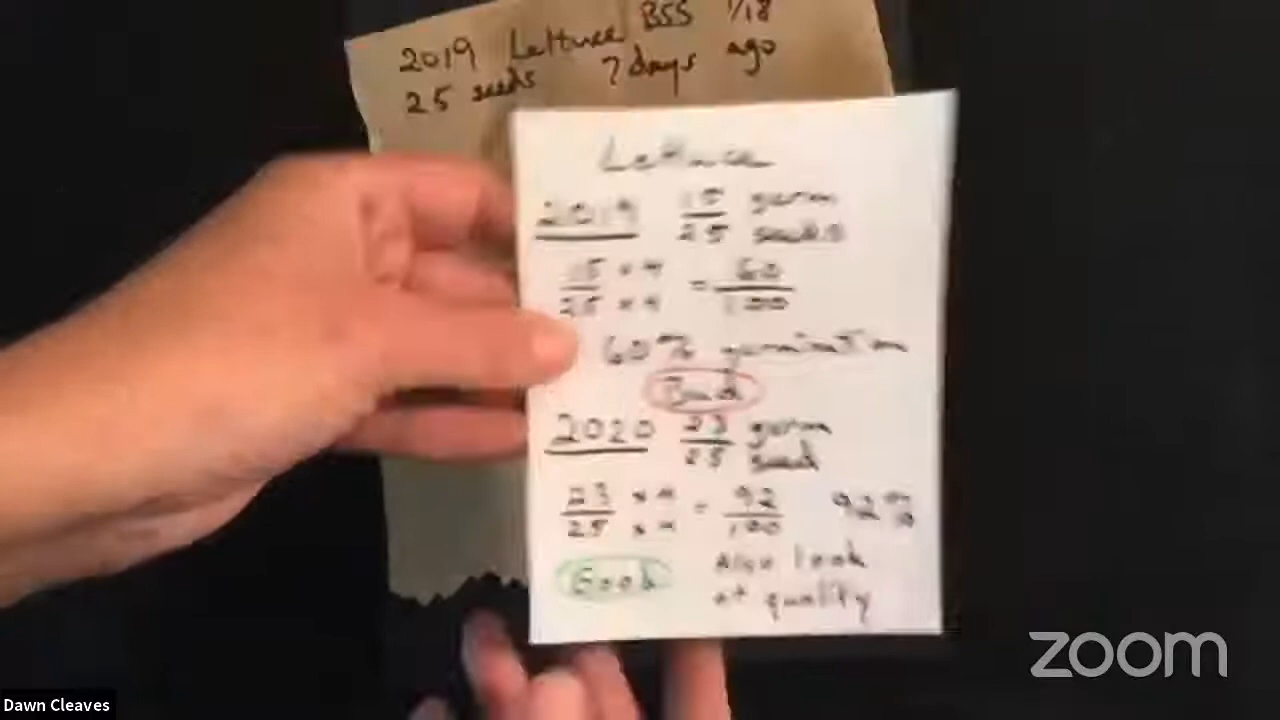 2019 Lettuce BSS 1/18
25 seeds 7 days ago
Lettuce
2019 15/25 germ seeds
15/25 × 4/× 4 = 60/100
60% germination
Bad
2020 23/25 germ seed
23/25 × 4/× 4 = 92/100 92%
Good Also look
at quality
zoom
Dawn Cleaves